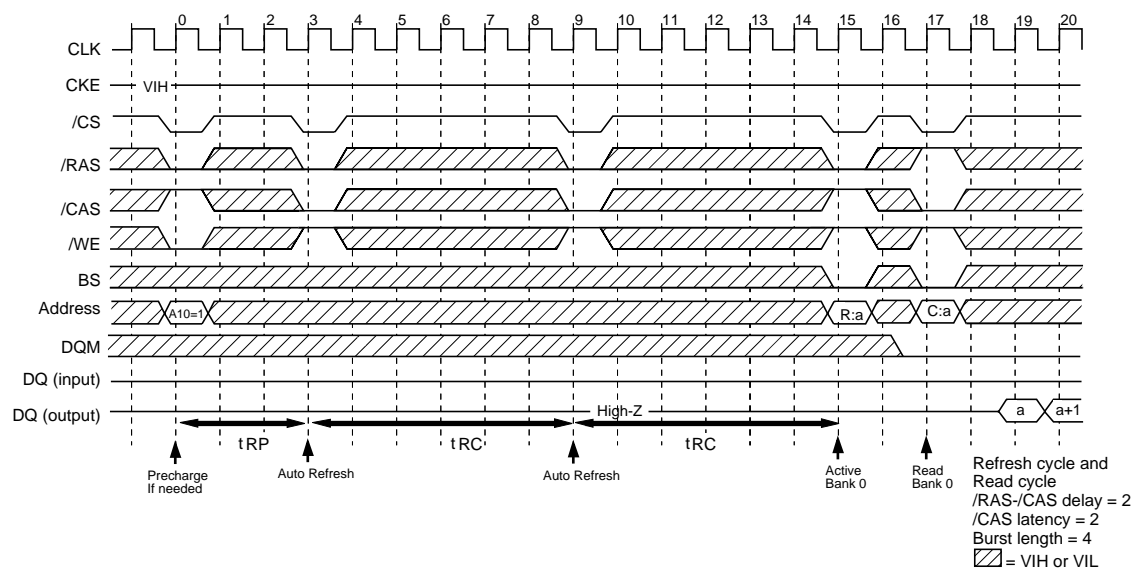 0 1 2 3 4 5 6 7 8 9 10 11 12 13 14 15 16 17 18 19 20
CLK
CKE VIH
/CS
/RAS
/CAS
/WE
BS
Address A10=1 R:a C:a
DQM
DQ (input)
DQ (output) High-Z a a+1
tRP tRC tRC
Precharge
If needed
Auto Refresh
Auto Refresh
Active
Bank 0
Read
Bank 0
Refresh cycle and
Read cycle
/RAS-/CAS delay = 2
/CAS latency = 2
Burst length = 4
= VIH or VIL